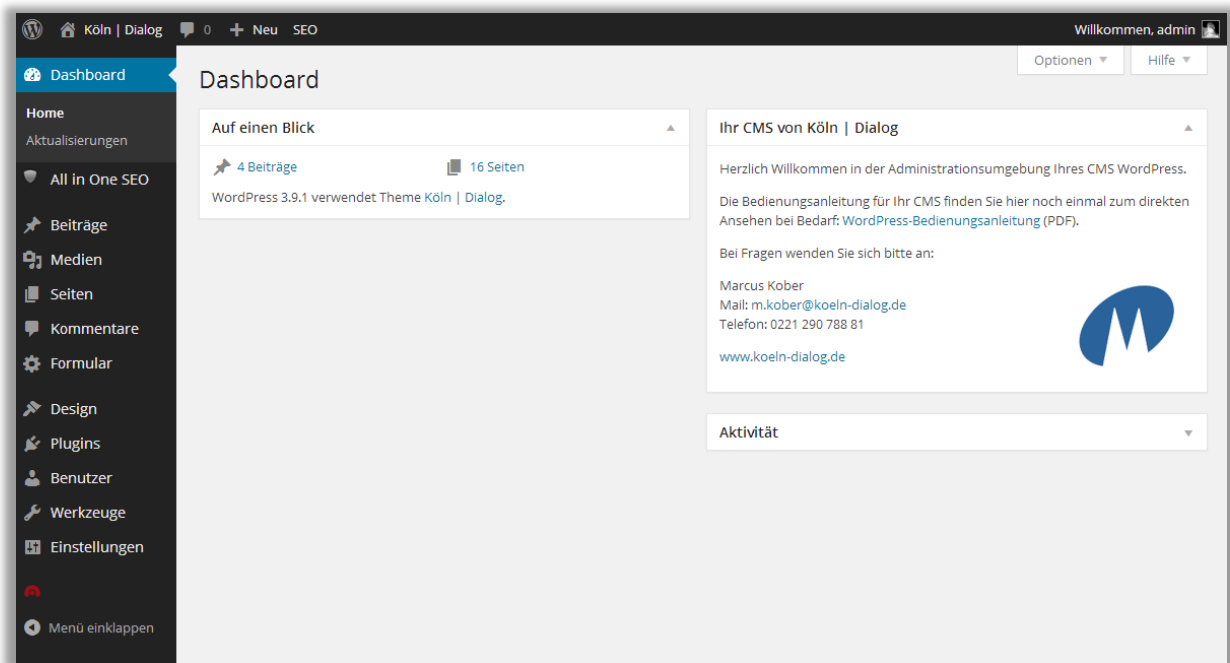 Köln | Dialog 0 + Neu SEO Willkommen, admin
Optionen Hilfe
Dashboard
Home
Aktualisierungen
All in One SEO
Beiträge
Medien
Seiten
Kommentare
Formular
Design
Plugins
Benutzer
Werkzeuge
Einstellungen
Menü einklappen
Dashboard
Auf einen Blick
4 Beiträge 16 Seiten
WordPress 3.9.1 verwendet Theme Köln | Dialog.
Ihr CMS von Köln | Dialog
Herzlich Willkommen in der Administrationsumgebung Ihres CMS WordPress.
Die Bedienungsanleitung für Ihr CMS finden Sie hier noch einmal zum direkten
Ansehen bei Bedarf: WordPress-Bedienungsanleitung (PDF).
Bei Fragen wenden Sie sich bitte an:
Marcus Kober
Mail: m.kober@koeln-dialog.de
Telefon: 0221 290 788 81
www.koeln-dialog.de
Aktivität